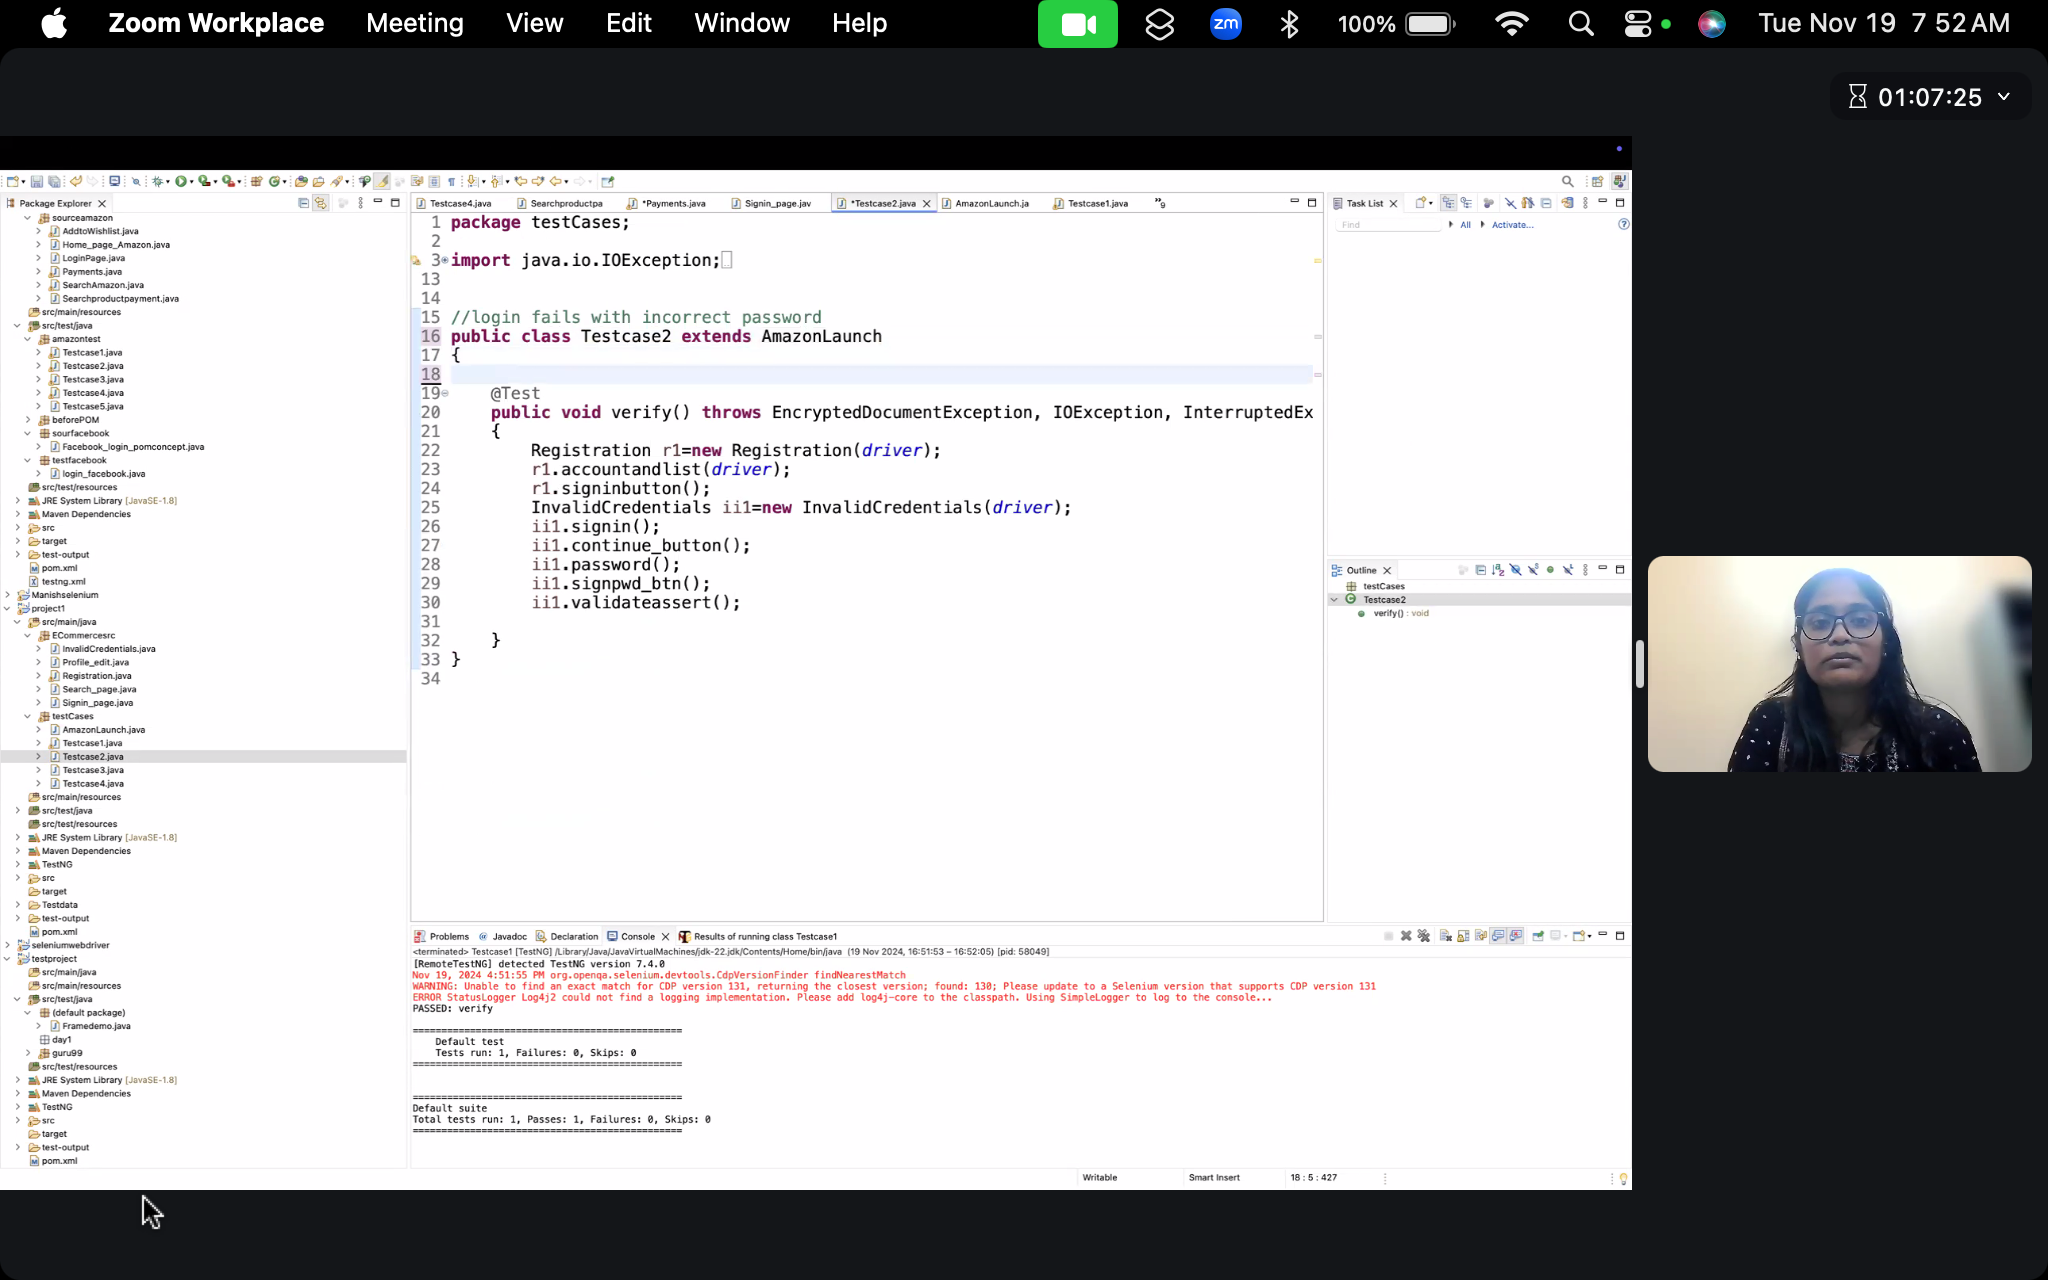 Zoom Workplace Meeting View Edit Window Help zm 100% Tue Nov 19 7 52 AM
01:07:25
Package Explorer
sourceamazon
AddtoWishlist.java
Home_page_Amazon.java
LoginPage.java
Payments.java
SearchAmazon.java
Searchproductpayment.java
src/main/resources
src/test/java
amazontest
Testcase1.java
Testcase2.java
Testcase3.java
Testcase4.java
Testcase5.java
beforePOM
sourfacebook
Facebook_login_pomconcept.java
testfacebook
login_facebook.java
src/test/resources
JRE System Library [JavaSE-1.8]
Maven Dependencies
src
target
test-output
pom.xml
testng.xml
Manishselenium
project1
src/main/java
ECommercesrc
InvalidCredentials.java
Profile_edit.java
Registration.java
Search_page.java
Signin_page.java
testCases
AmazonLaunch.java
Testcase1.java
Testcase2.java
Testcase3.java
Testcase4.java
src/main/resources
src/test/java
src/test/resources
JRE System Library [JavaSE-1.8]
Maven Dependencies
TestNG
src
target
Testdata
test-output
pom.xml
seleniumwebdriver
testproject
src/main/java
src/main/resources
src/test/java
(default package)
Framedemo.java
day1
guru99
src/test/resources
JRE System Library [JavaSE-1.8]
Maven Dependencies
TestNG
src
target
test-output
pom.xml
Testcase4.java Searchproductpa *Payments.java Signin_page.jav *Testcase2.java AmazonLaunch.ja Testcase1.java »9
1 package testCases;
2
3 import java.io.IOException;
13
14
15 //login fails with incorrect password
16 public class Testcase2 extends AmazonLaunch
17 {
18
19 @Test
20 public void verify() throws EncryptedDocumentException, IOException, InterruptedEx
21 {
22 Registration r1=new Registration(driver);
23 r1.accountandlist(driver);
24 r1.signinbutton();
25 InvalidCredentials ii1=new InvalidCredentials(driver);
26 ii1.signin();
27 ii1.continue_button();
28 ii1.password();
29 ii1.signpwd_btn();
30 ii1.validateassert();
31
32 }
33 }
34
Task List
Find All Activate...
Outline
testCases
Testcase2
verify() : void
Problems Javadoc Declaration Console Results of running class Testcase1
<terminated> Testcase1 [TestNG] /Library/Java/JavaVirtualMachines/jdk-22.jdk/Contents/Home/bin/java (19 Nov 2024, 16:51:53 – 16:52:05) [pid: 58049]
[RemoteTestNG] detected TestNG version 7.4.0
Nov 19, 2024 4:51:55 PM org.openqa.selenium.devtools.CdpVersionFinder findNearestMatch
WARNING: Unable to find an exact match for CDP version 131, returning the closest version; found: 130; Please update to a Selenium version that supports CDP version 131
ERROR StatusLogger Log4j2 could not find a logging implementation. Please add log4j-core to the classpath. Using SimpleLogger to log to the console...
PASSED: verify
===============================================
Default test
Tests run: 1, Failures: 0, Skips: 0
===============================================
===============================================
Default suite
Total tests run: 1, Passes: 1, Failures: 0, Skips: 0
===============================================
Writable Smart Insert 18 : 5 : 427